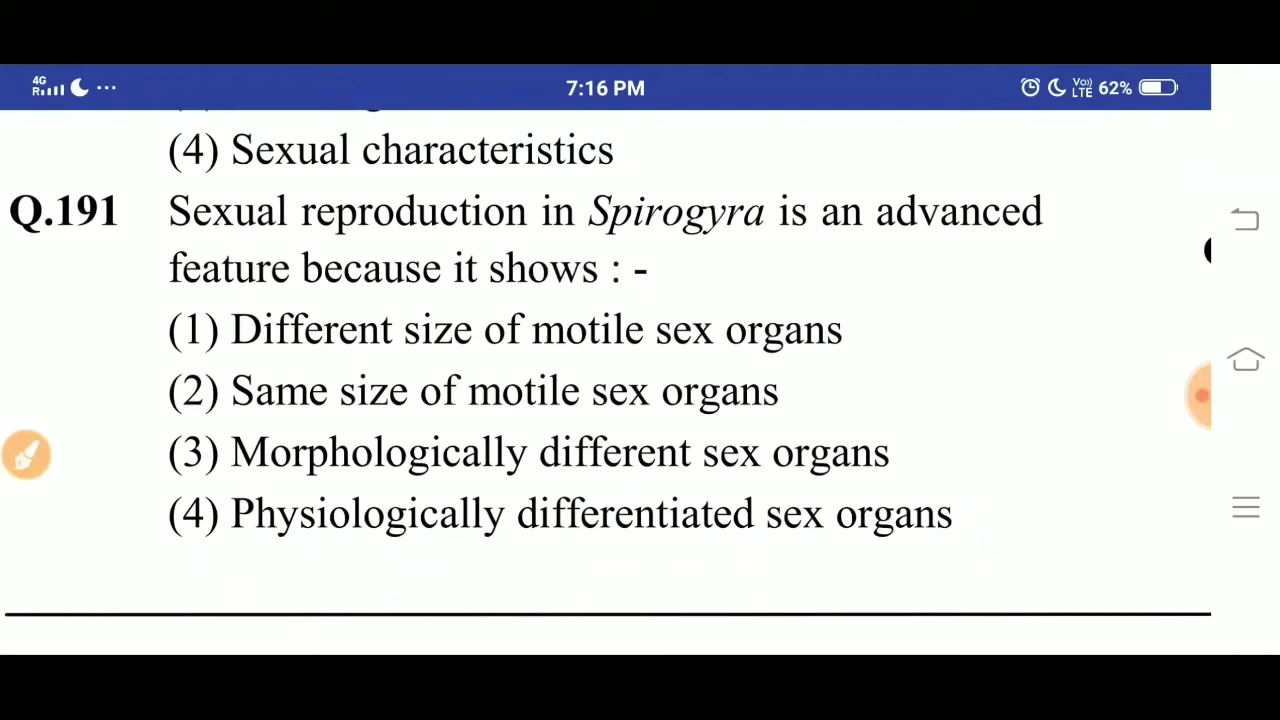 4G
R
7:16 PM
Vo))
LTE
62%
(4) Sexual characteristics
Q.191 Sexual reproduction in Spirogyra is an advanced
feature because it shows : -
(1) Different size of motile sex organs
(2) Same size of motile sex organs
(3) Morphologically different sex organs
(4) Physiologically differentiated sex organs